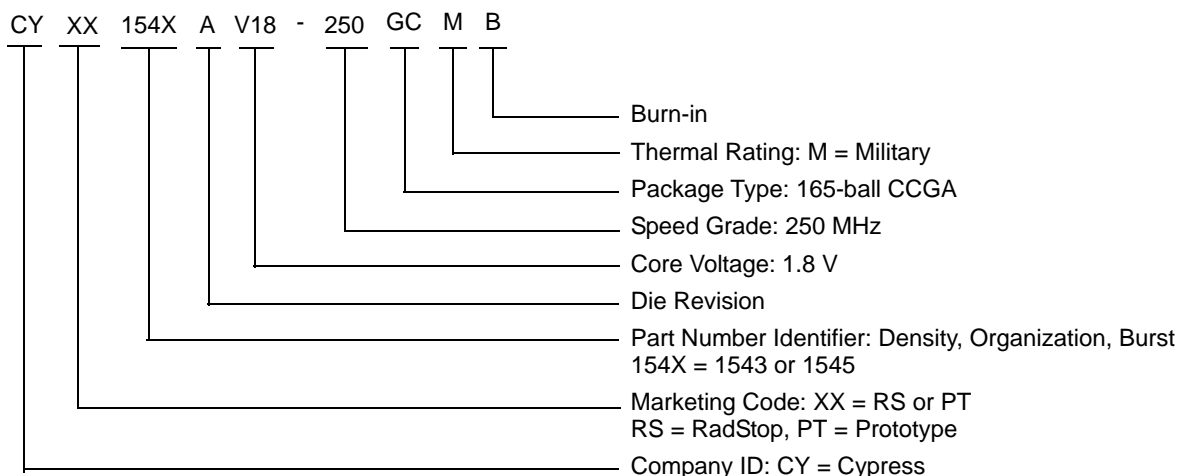 CY XX 154X A V18 - 250 GC M B
Burn-in
Thermal Rating: M = Military
Package Type: 165-ball CCGA
Speed Grade: 250 MHz
Core Voltage: 1.8 V
Die Revision
Part Number Identifier: Density, Organization, Burst
154X = 1543 or 1545
Marketing Code: XX = RS or PT
RS = RadStop, PT = Prototype
Company ID: CY = Cypress